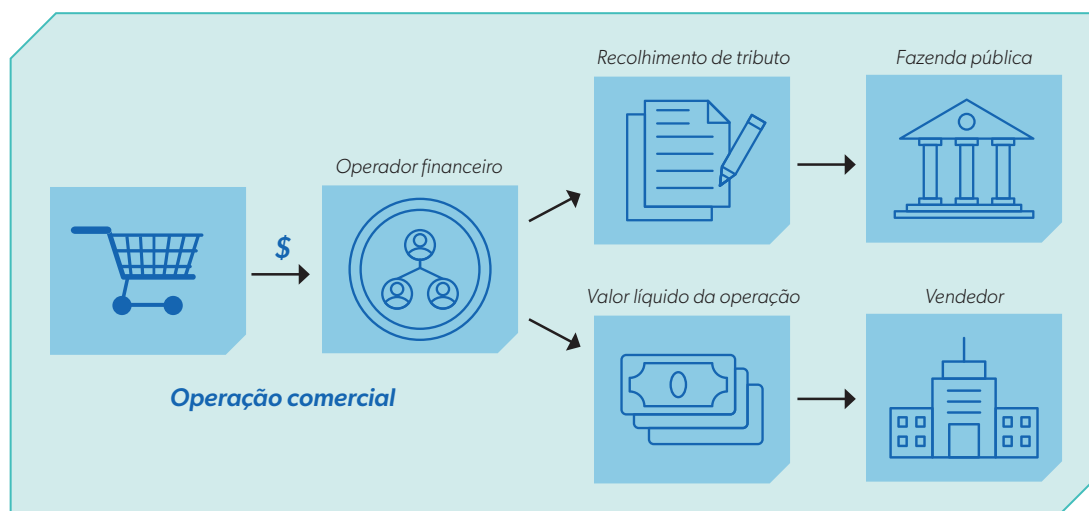 Recolhimento de tributo
Fazenda pública
Operador financeiro
$
Valor líquido da operação
Vendedor
Operação comercial